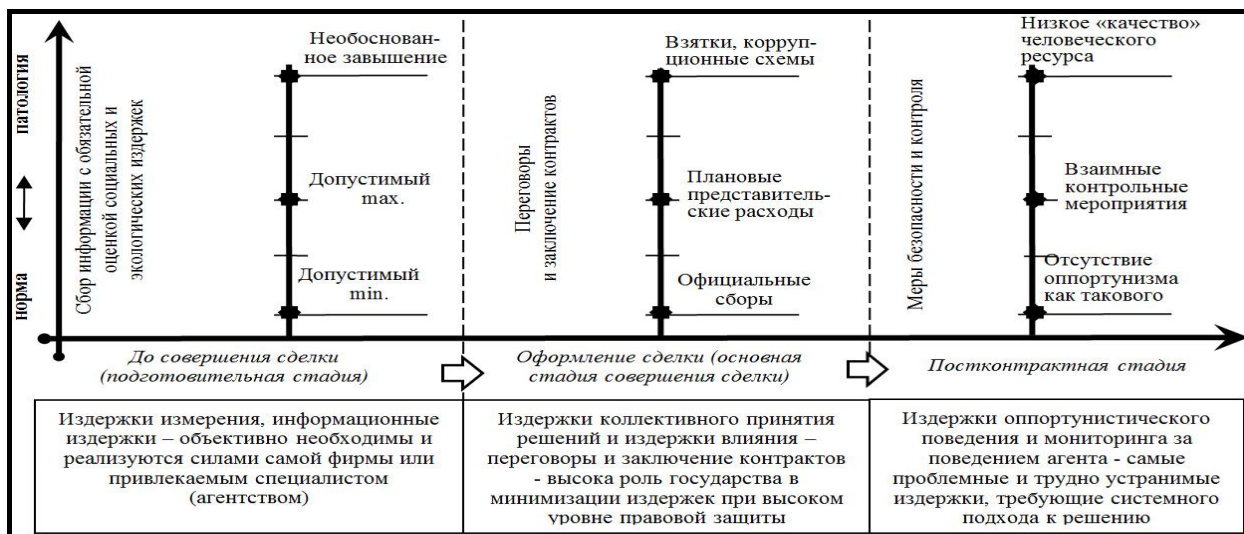 патология
норма
Сбор информации с обязательной
оценкой социальных и
экологических издержек
Необоснован-
ное завышение
Допустимый
max.
Допустимый
min.
Переговоры
и заключение контрактов
Взятки, корруп-
ционные схемы
Плановые
представитель-
ские расходы
Официальные
сборы
Меры безопасности и контроля
Низкое «качество»
человеческого
ресурса
Взаимные
контрольные
мероприятия
Отсутствие
оппортунизма
как такового
До совершения сделки
(подготовительная стадия)
Оформление сделки (основная
стадия совершения сделки)
Постконтрактная стадия
Издержки измерения, информационные
издержки – объективно необходимы и
реализуются силами самой фирмы или
привлекаемым специалистом
(агентством)
Издержки коллективного принятия
решений и издержки влияния –
переговоры и заключение контрактов
- высока роль государства в
минимизации издержек при высоком
уровне правовой защиты
Издержки оппортунистического
поведения и мониторинга за
поведением агента - самые
проблемные и трудно устранимые
издержки, требующие системного
подхода к решению